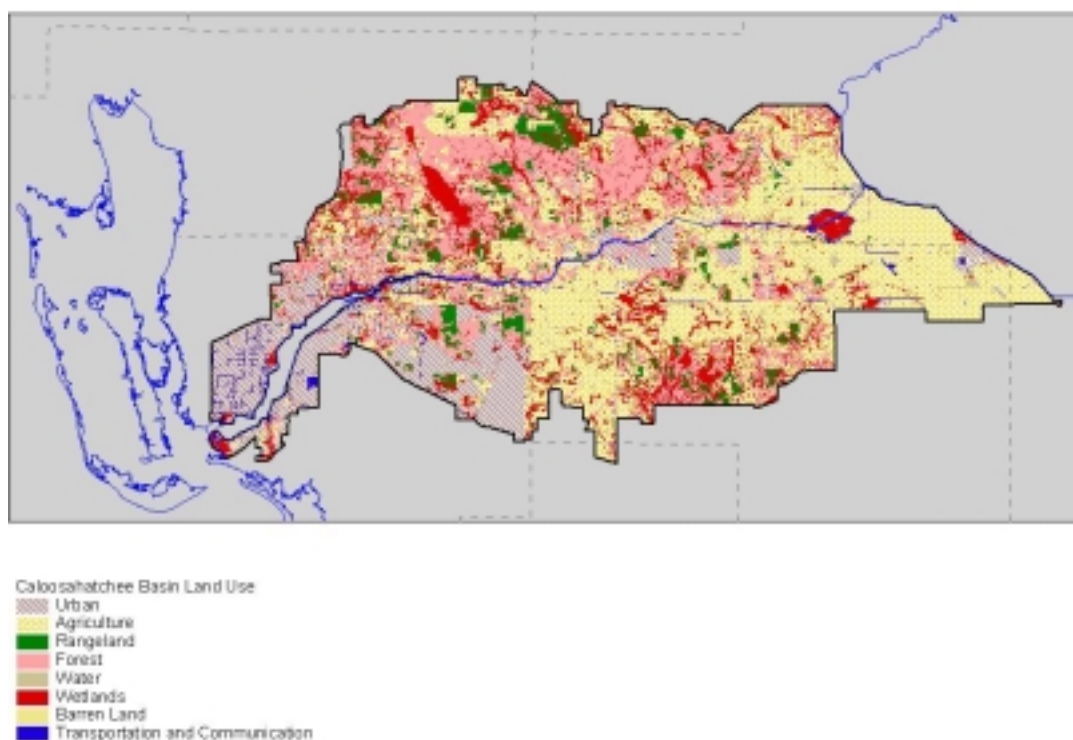 Caloosahatchee Basin Land Use
Urban
Agriculture
Rangeland
Forest
Water
Wetlands
Barren Land
Transportation and Communication